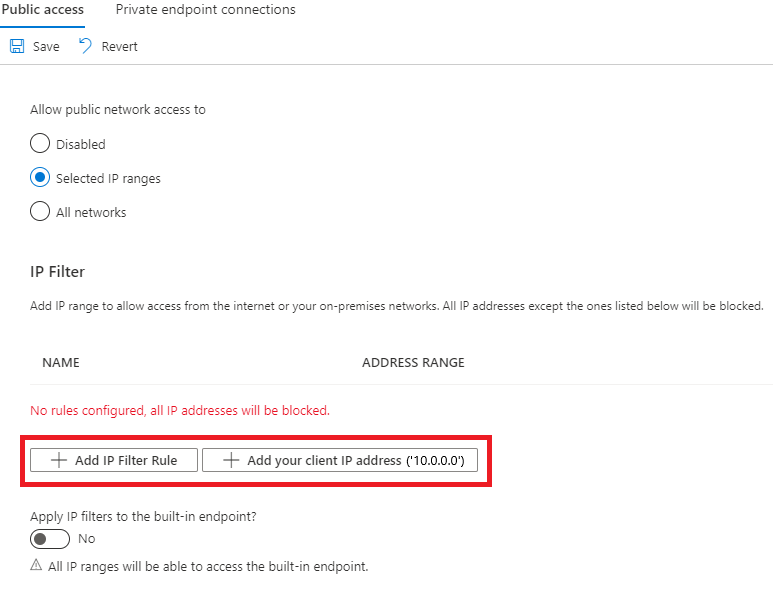 Public access Private endpoint connections
Save Revert
Allow public network access to
Disabled
Selected IP ranges
All networks
IP Filter
Add IP range to allow access from the internet or your on-premises networks. All IP addresses except the ones listed below will be blocked.
NAME ADDRESS RANGE
No rules configured, all IP addresses will be blocked.
Add IP Filter Rule Add your client IP address ('10.0.0.0')
Apply IP filters to the built-in endpoint?
No
All IP ranges will be able to access the built-in endpoint.